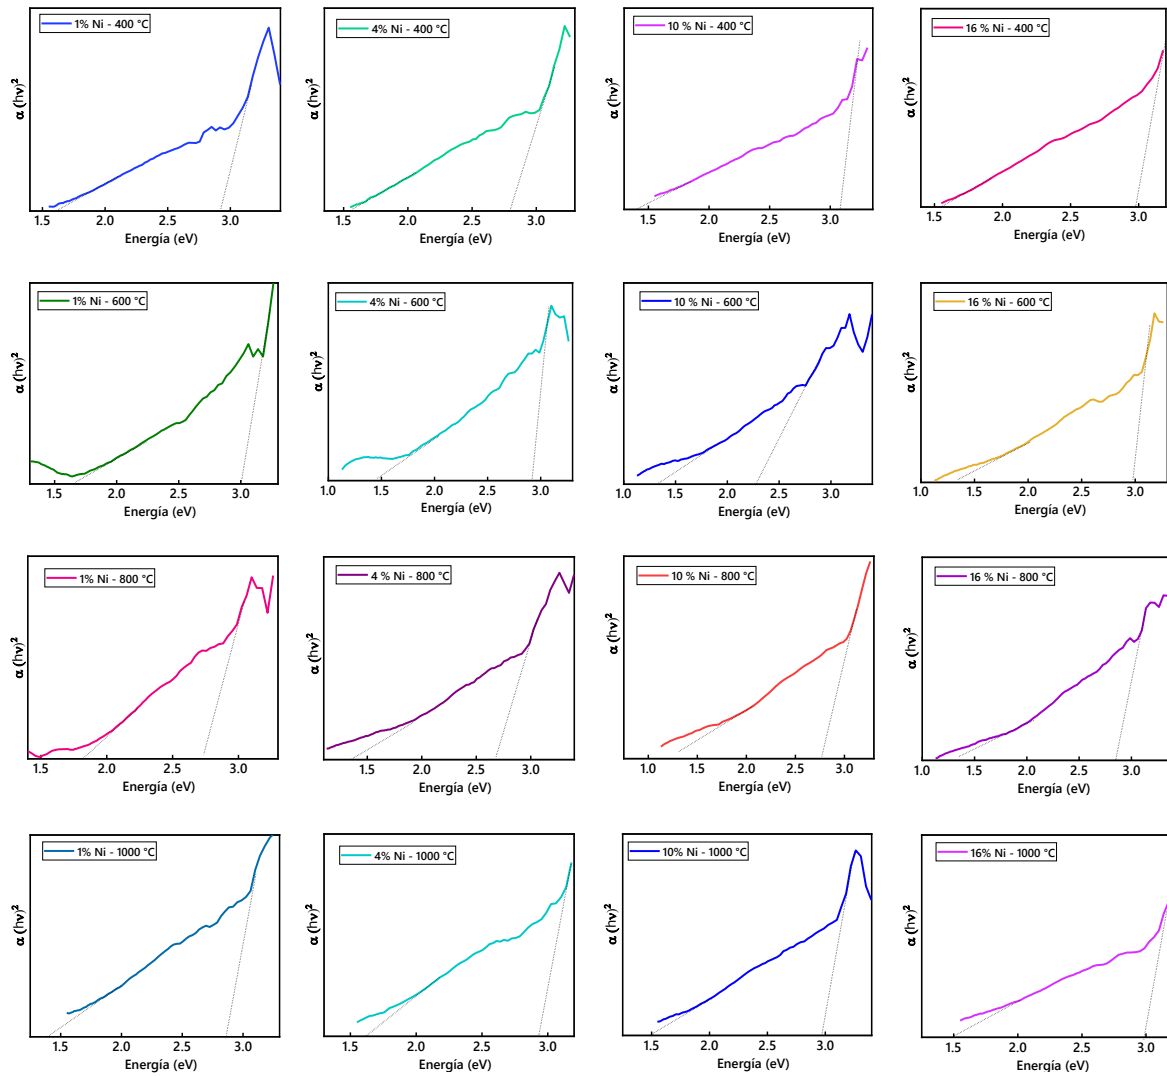 1% Ni - 400 °C
α (hν)²
1.5 2.0 2.5 3.0
Energía (eV)
4% Ni - 400 °C
α (hν)²
1.5 2.0 2.5 3.0
Energía (eV)
10 % Ni - 400 °C
α (hν)²
1.5 2.0 2.5 3.0
Energía (eV)
16 % Ni - 400 °C
α (hν)²
1.5 2.0 2.5 3.0
Energía (eV)
1% Ni - 600 °C
α (hν)²
1.5 2.0 2.5 3.0
Energía (eV)
4% Ni - 600 °C
α (hν)²
1.0 1.5 2.0 2.5 3.0
Energía (eV)
10 % Ni - 600 °C
α (hν)²
1.0 1.5 2.0 2.5 3.0
Energía (eV)
16 % Ni - 600 °C
α (hν)²
1.0 1.5 2.0 2.5 3.0
Energía (eV)
1% Ni - 800 °C
α (hν)²
1.5 2.0 2.5 3.0
Energía (eV)
4 % Ni - 800 °C
α (hν)²
1.5 2.0 2.5 3.0
Energía (eV)
10 % Ni - 800 °C
α (hν)²
1.0 1.5 2.0 2.5 3.0
Energía (eV)
16 % Ni - 800 °C
α (hν)²
1.0 1.5 2.0 2.5 3.0
Energía (eV)
1% Ni - 1000 °C
α (hν)²
1.5 2.0 2.5 3.0
Energía (eV)
4% Ni - 1000 °C
α (hν)²
1.5 2.0 2.5 3.0
Energía (eV)
10% Ni - 1000 °C
α (hν)²
1.5 2.0 2.5 3.0
Energía (eV)
16% Ni - 1000 °C
α (hν)²
1.5 2.0 2.5 3.0
Energía (eV)